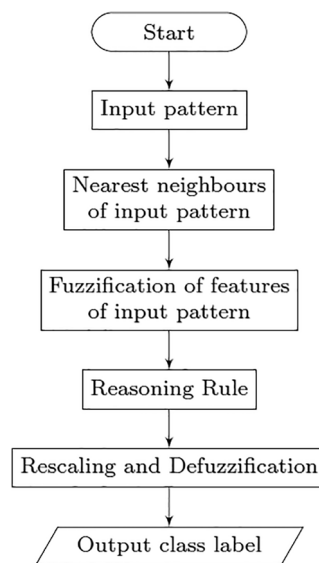 Start
Input pattern
Nearest neighbours
of input pattern
Fuzzification of features
of input pattern
Reasoning Rule
Rescaling and Defuzzification
Output class label